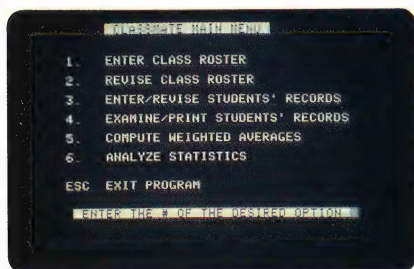 CLASSMATE MAIN MENU
1. ENTER CLASS ROSTER
2. REVISE CLASS ROSTER
3. ENTER/REVISE STUDENTS' RECORDS
4. EXAMINE/PRINT STUDENTS' RECORDS
5. COMPUTE WEIGHTED AVERAGES
6. ANALYZE STATISTICS
ESC EXIT PROGRAM
ENTER THE # OF THE DESIRED OPTION